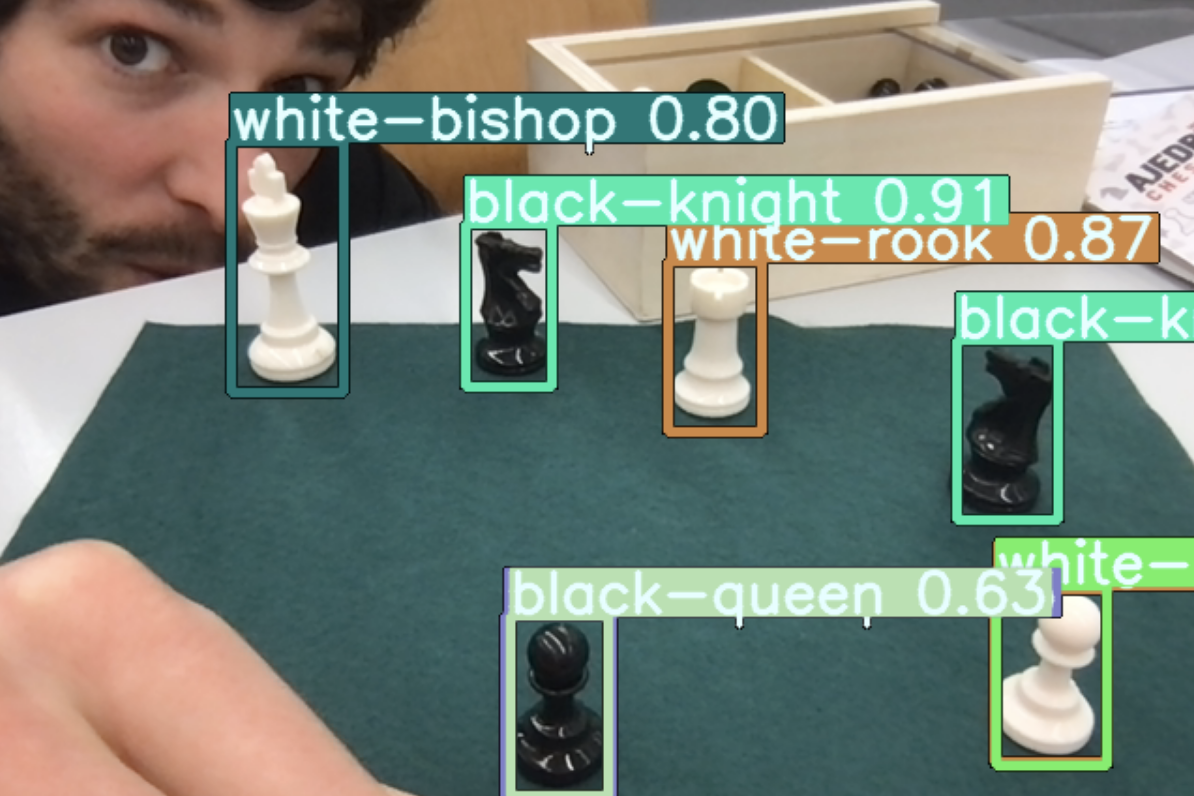 white-bishop 0.80
black-knight 0.91
white-rook 0.87
AJEDR
CHES
black-k
white-
black-queen 0.63